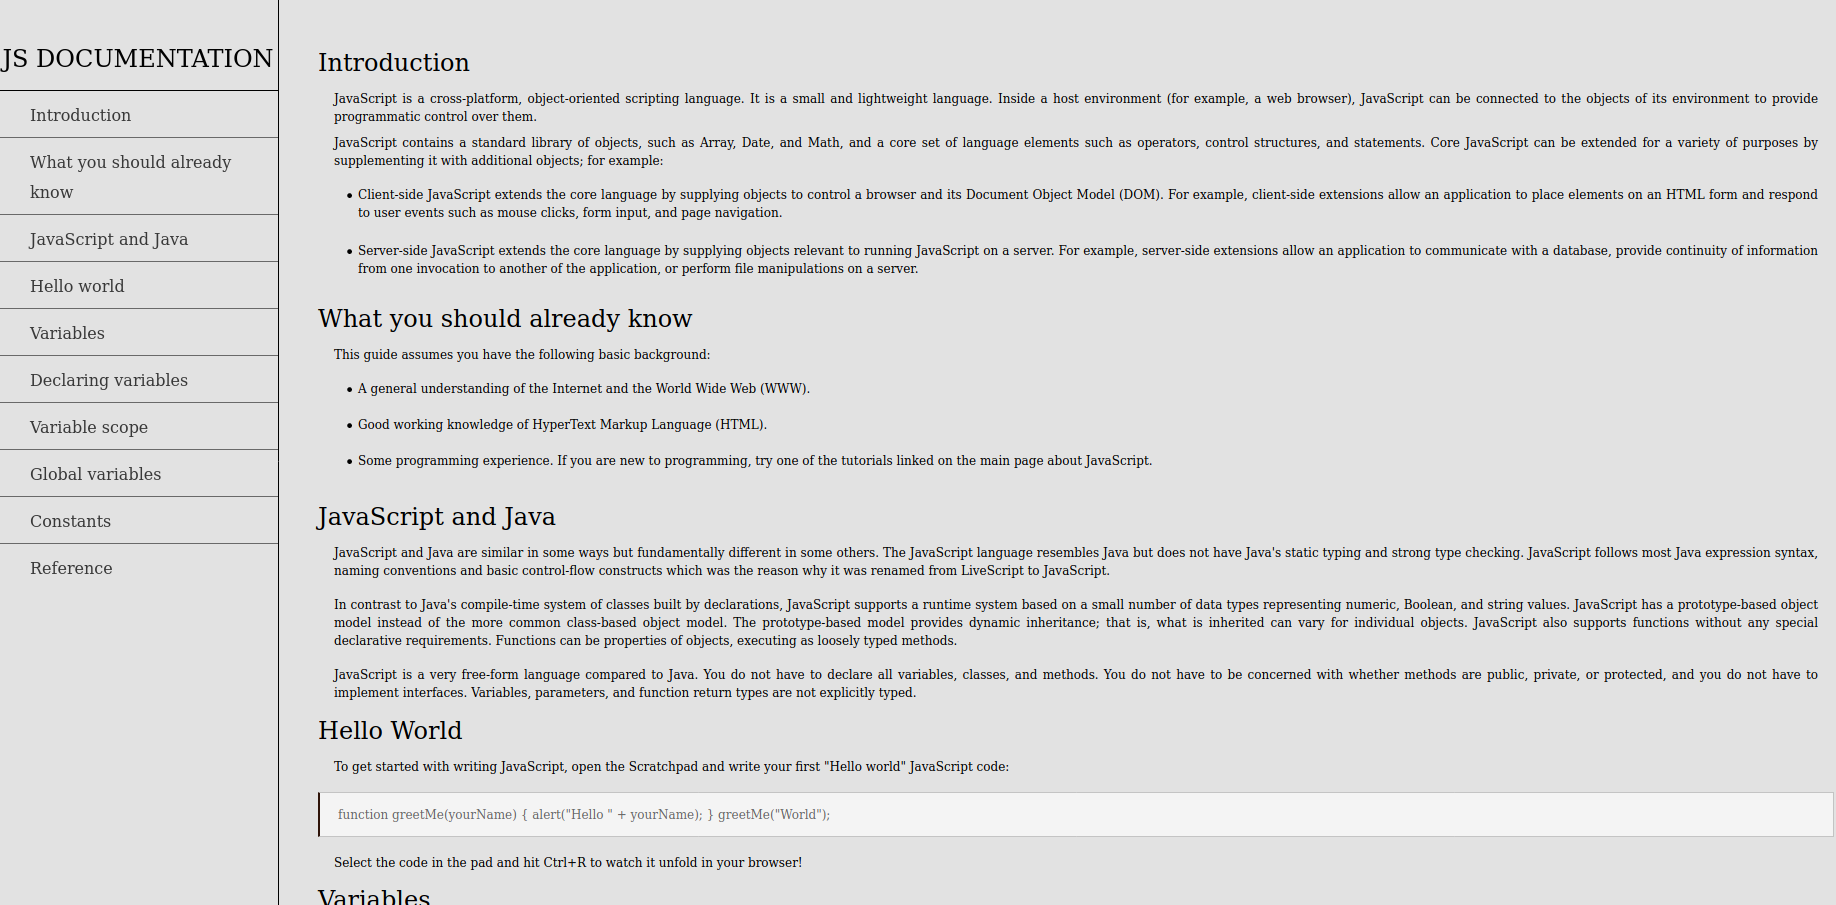 JS DOCUMENTATION
Introduction
What you should already
know
JavaScript and Java
Hello world
Variables
Declaring variables
Variable scope
Global variables
Constants
Reference
Introduction
JavaScript is a cross-platform, object-oriented scripting language. It is a small and lightweight language. Inside a host environment (for example, a web browser), JavaScript can be connected to the objects of its environment to provide
programmatic control over them.
JavaScript contains a standard library of objects, such as Array, Date, and Math, and a core set of language elements such as operators, control structures, and statements. Core JavaScript can be extended for a variety of purposes by
supplementing it with additional objects; for example:
• Client-side JavaScript extends the core language by supplying objects to control a browser and its Document Object Model (DOM). For example, client-side extensions allow an application to place elements on an HTML form and respond
to user events such as mouse clicks, form input, and page navigation.
• Server-side JavaScript extends the core language by supplying objects relevant to running JavaScript on a server. For example, server-side extensions allow an application to communicate with a database, provide continuity of information
from one invocation to another of the application, or perform file manipulations on a server.
What you should already know
This guide assumes you have the following basic background:
• A general understanding of the Internet and the World Wide Web (WWW).
• Good working knowledge of HyperText Markup Language (HTML).
• Some programming experience. If you are new to programming, try one of the tutorials linked on the main page about JavaScript.
JavaScript and Java
JavaScript and Java are similar in some ways but fundamentally different in some others. The JavaScript language resembles Java but does not have Java's static typing and strong type checking. JavaScript follows most Java expression syntax,
naming conventions and basic control-flow constructs which was the reason why it was renamed from LiveScript to JavaScript.
In contrast to Java's compile-time system of classes built by declarations, JavaScript supports a runtime system based on a small number of data types representing numeric, Boolean, and string values. JavaScript has a prototype-based object
model instead of the more common class-based object model. The prototype-based model provides dynamic inheritance; that is, what is inherited can vary for individual objects. JavaScript also supports functions without any special
declarative requirements. Functions can be properties of objects, executing as loosely typed methods.
JavaScript is a very free-form language compared to Java. You do not have to declare all variables, classes, and methods. You do not have to be concerned with whether methods are public, private, or protected, and you do not have to
implement interfaces. Variables, parameters, and function return types are not explicitly typed.
Hello World
To get started with writing JavaScript, open the Scratchpad and write your first "Hello world" JavaScript code:
function greetMe(yourName) { alert("Hello " + yourName); } greetMe("World");
Select the code in the pad and hit Ctrl+R to watch it unfold in your browser!
Variables